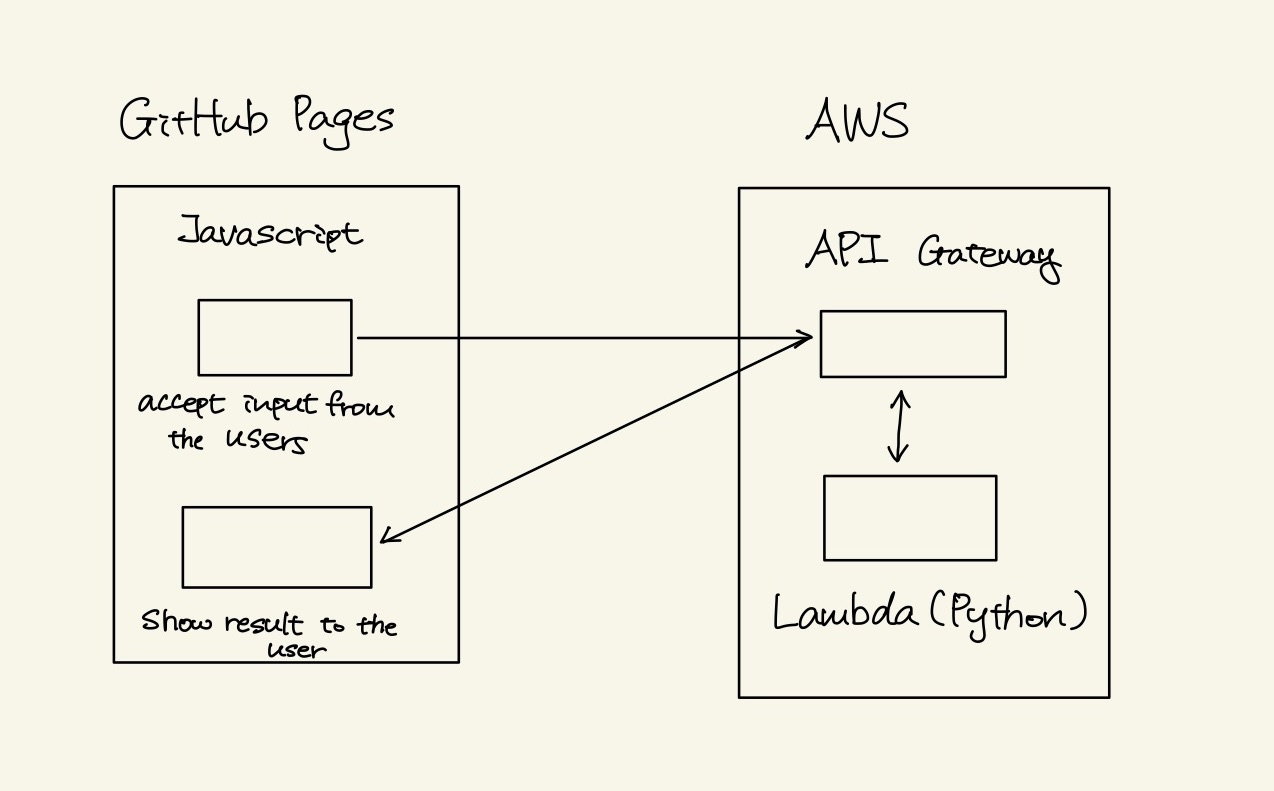 GitHub Pages
AWS
Javascript
accept input from
the users
Show result to the
user
API Gateway
Lambda (Python)